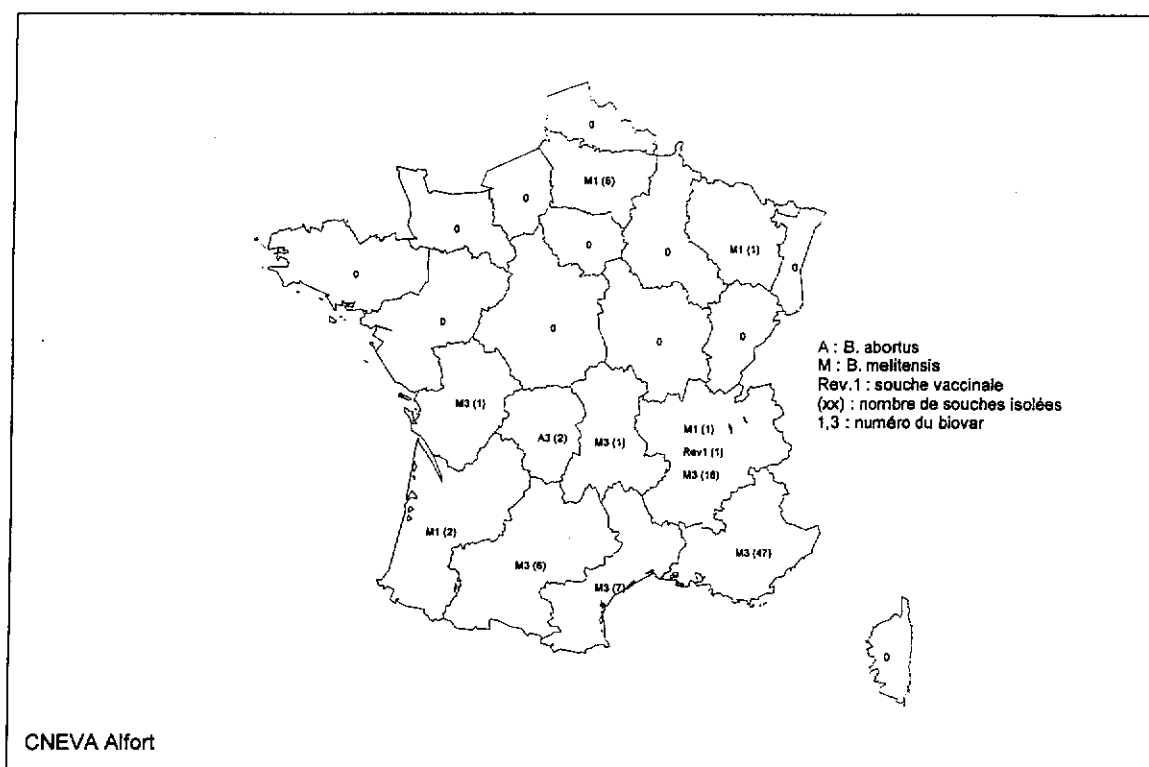 0
M1 (6)
0
0
0
M1 (1)
0
0
0
0
0
0
0
A : B. abortus
M : B. melitensis
Rev.1 : souche vaccinale
(xx) : nombre de souches isolées
1,3 : numéro du biovar
M3 (1)
A3 (2)
M3 (1)
M1 (1)
Rev1 (1)
M3 (16)
M1 (2)
M3 (6)
M3 (7)
M3 (47)
0
CNEVA Alfort